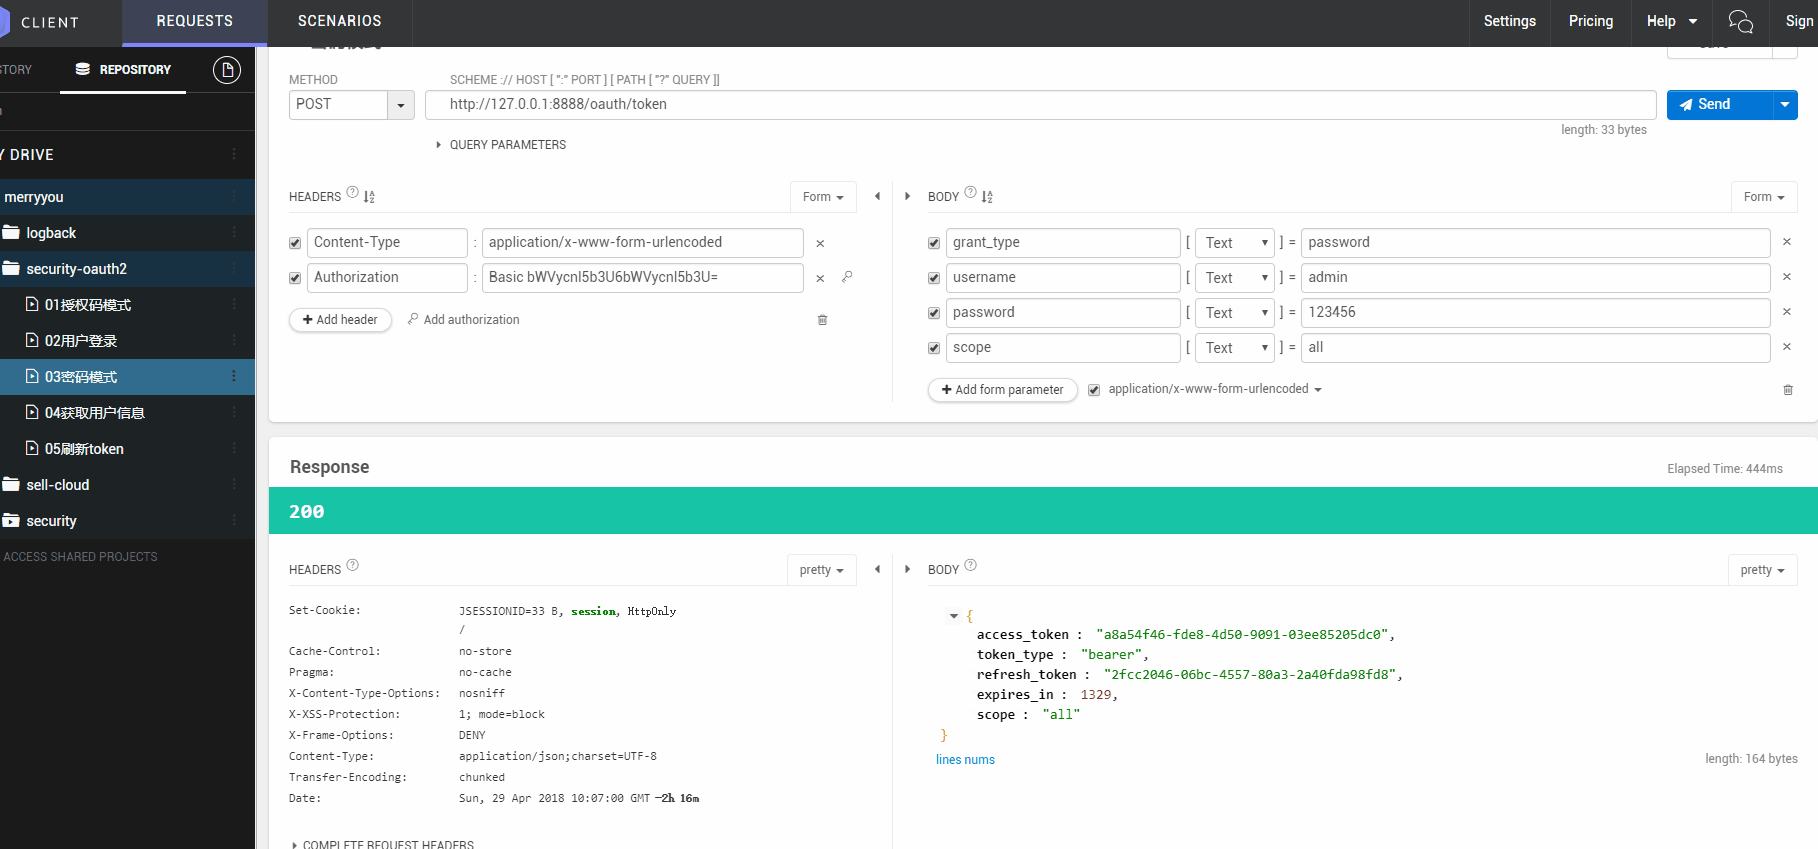 CLIENT
REQUESTS
SCENARIOS
Settings
Pricing
Help
Sign
TORY
REPOSITORY
Y DRIVE
merryyou
logback
security-oauth2
01授权码模式
02用户登录
03密码模式
04获取用户信息
05刷新token
sell-cloud
security
ACCESS SHARED PROJECTS
METHOD
SCHEME :// HOST [ ":" PORT ] [ PATH [ "?" QUERY ]]
POST
http://127.0.0.1:8888/oauth/token
Send
length: 33 bytes
QUERY PARAMETERS
HEADERS ?
Form
Content-Type : application/x-www-form-urlencoded
Authorization : Basic bWVycnl5b3U6bWVycnl5b3U=
Add header
Add authorization
BODY ?
Form
grant_type [ Text ] = password
username [ Text ] = admin
password [ Text ] = 123456
scope [ Text ] = all
Add form parameter
application/x-www-form-urlencoded
Response
Elapsed Time: 444ms
200
HEADERS ?
pretty
Set-Cookie: JSESSIONID=33 B, session, HttpOnly
/
Cache-Control: no-store
Pragma: no-cache
X-Content-Type-Options: nosniff
X-XSS-Protection: 1; mode=block
X-Frame-Options: DENY
Content-Type: application/json;charset=UTF-8
Transfer-Encoding: chunked
Date: Sun, 29 Apr 2018 10:07:00 GMT -2h 16m
COMPLETE REQUEST HEADERS
BODY ?
pretty
{
access_token : "a8a54f46-fde8-4d50-9091-03ee85205dc0",
token_type : "bearer",
refresh_token : "2fcc2046-06bc-4557-80a3-2a40fda98fd8",
expires_in : 1329,
scope : "all"
}
lines nums
length: 164 bytes